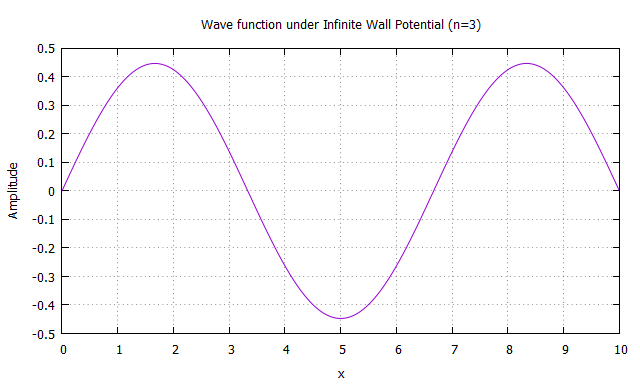 Wave function under Infinite Wall Potential (n=3)
0.5
0.4
0.3
0.2
0.1
0
-0.1
-0.2
-0.3
-0.4
-0.5
Amplitude
0 1 2 3 4 5 6 7 8 9 10
x